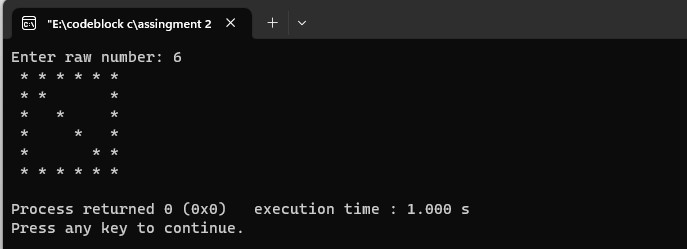 "E:\codeblock c\assingment 2
Enter raw number: 6
 * * * * * *
 * *       *
 *   *     *
 *     *   *
 *       * *
 * * * * * *
Process returned 0 (0x0)   execution time : 1.000 s
Press any key to continue.